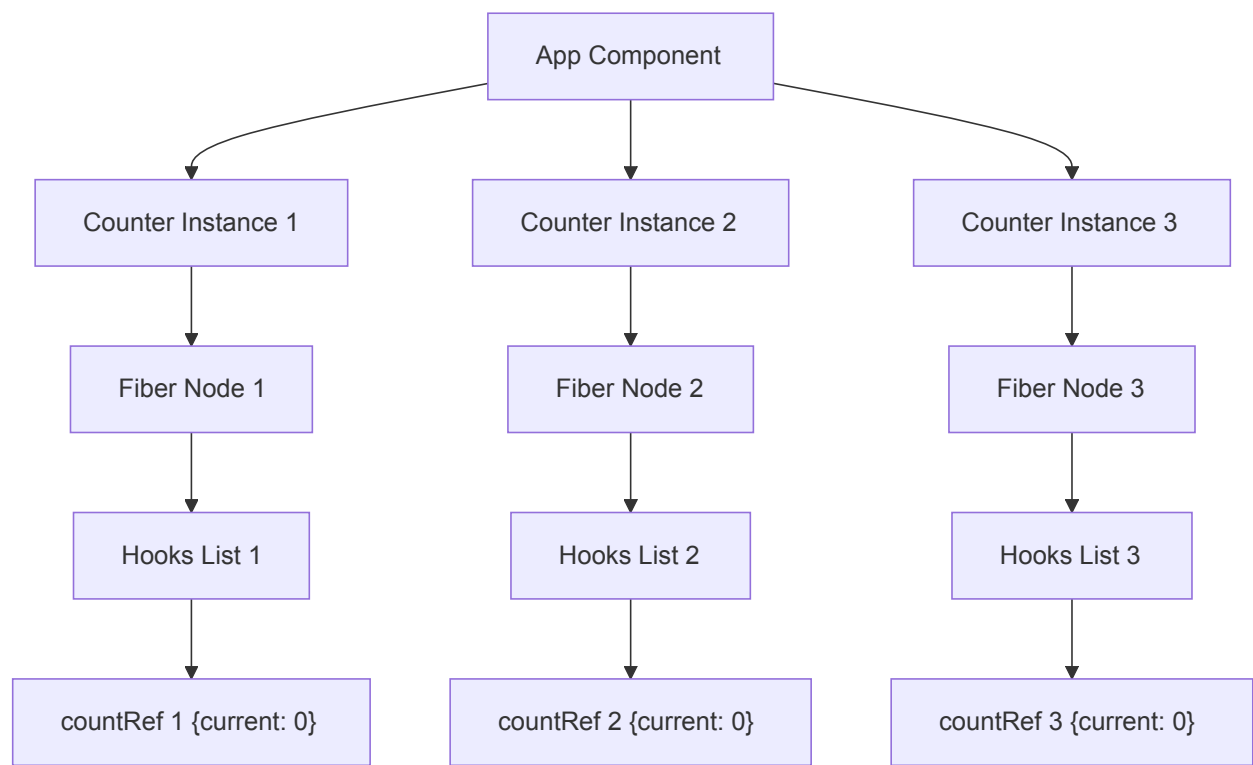 App Component
Counter Instance 1
Counter Instance 2
Counter Instance 3
Fiber Node 1
Fiber Node 2
Fiber Node 3
Hooks List 1
Hooks List 2
Hooks List 3
countRef 1 {current: 0}
countRef 2 {current: 0}
countRef 3 {current: 0}